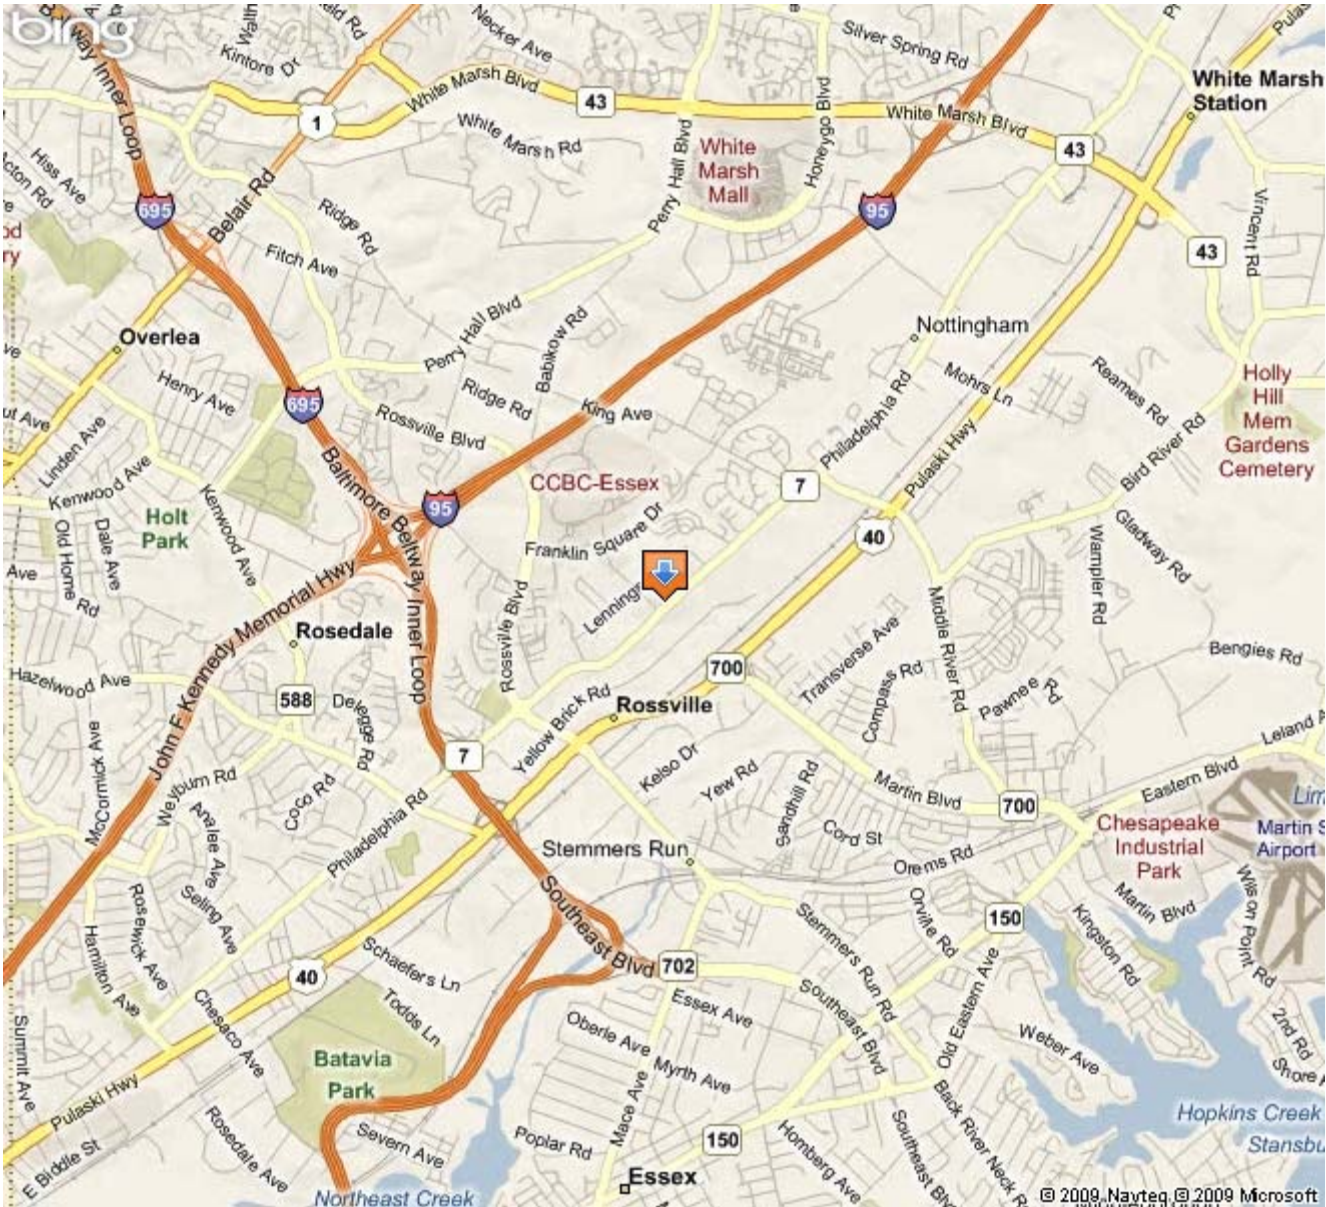 bing
Way Inner Loop
Kintore Dr
Necker Ave
Silver Spring Rd
White Marsh
Station
White Marsh Blvd
43
1
White Marsh Rd
White Marsh Blvd
43
Hiss Ave
Acton Rd
695
Belair Rd
Ridge Rd
Fitch Ave
Perry Hall Blvd
White
Marsh
Mall
Honeygo Blvd
95
Vincent Rd
43
Overlea
Perry Hall Blvd
Babikow Rd
Nottingham
Henry Ave
695
Ridge Rd
King Ave
Mohrs Ln
Reames Rd
Holly
Hill
Mem
Gardens
Cemetery
Linden Ave
Rossville Blvd
Philadelphia Rd
Pulaski Hwy
Bird River Rd
Kenwood Ave
Baltimore Beltway Inner Loop
95
CCBC-Essex
7
Holt
Park
Old Home Rd
Dale Ave
Kenwood Ave
Franklin Square Dr
40
Gladway Rd
Wampler Rd
Ave
John F Kennedy Memorial Hwy
Rossville Blvd
Lennings
Middle River Rd
Rosedale
Transverse Ave
Bengies Rd
Hazelwood Ave
588
Delegge Rd
Yellow Brick Rd
Rossville
700
Compass Rd
Pawnee Rd
Leland A
McCormick Ave
7
Kelso Dr
Yew Rd
Sandhill Rd
Martin Blvd
700
Eastern Blvd
Weyburn Rd
Coco Rd
Philadelphia Rd
Cord St
Chesapeake
Industrial
Park
Martin S
Airport
Analee Ave
Stemmers Run
Orems Rd
Rosewick Ave
Seling Ave
Southeast Blvd
Orville Rd
150
Martin Blvd
Kingston Rd
Wilson Point Rd
Hamilton Ave
Schaefers Ln
40
702
Stemmers Run Rd
Chesaco Ave
Todds Ln
Essex Ave
Southeast Blvd
Old Eastern Ave
2nd Rd
Summit Ave
Batavia
Park
Oberle Ave
Myrth Ave
Weber Ave
Shore A
Pulaski Hwy
Mace Ave
Back River Neck R
Hopkins Creek
E Biddle St
Rosedale Ave
Severn Ave
Poplar Rd
150
Homberg Ave
Southeast Blv
Stansbu
Northeast Creek
Essex
© 2009 Navteq © 2009 Microsoft